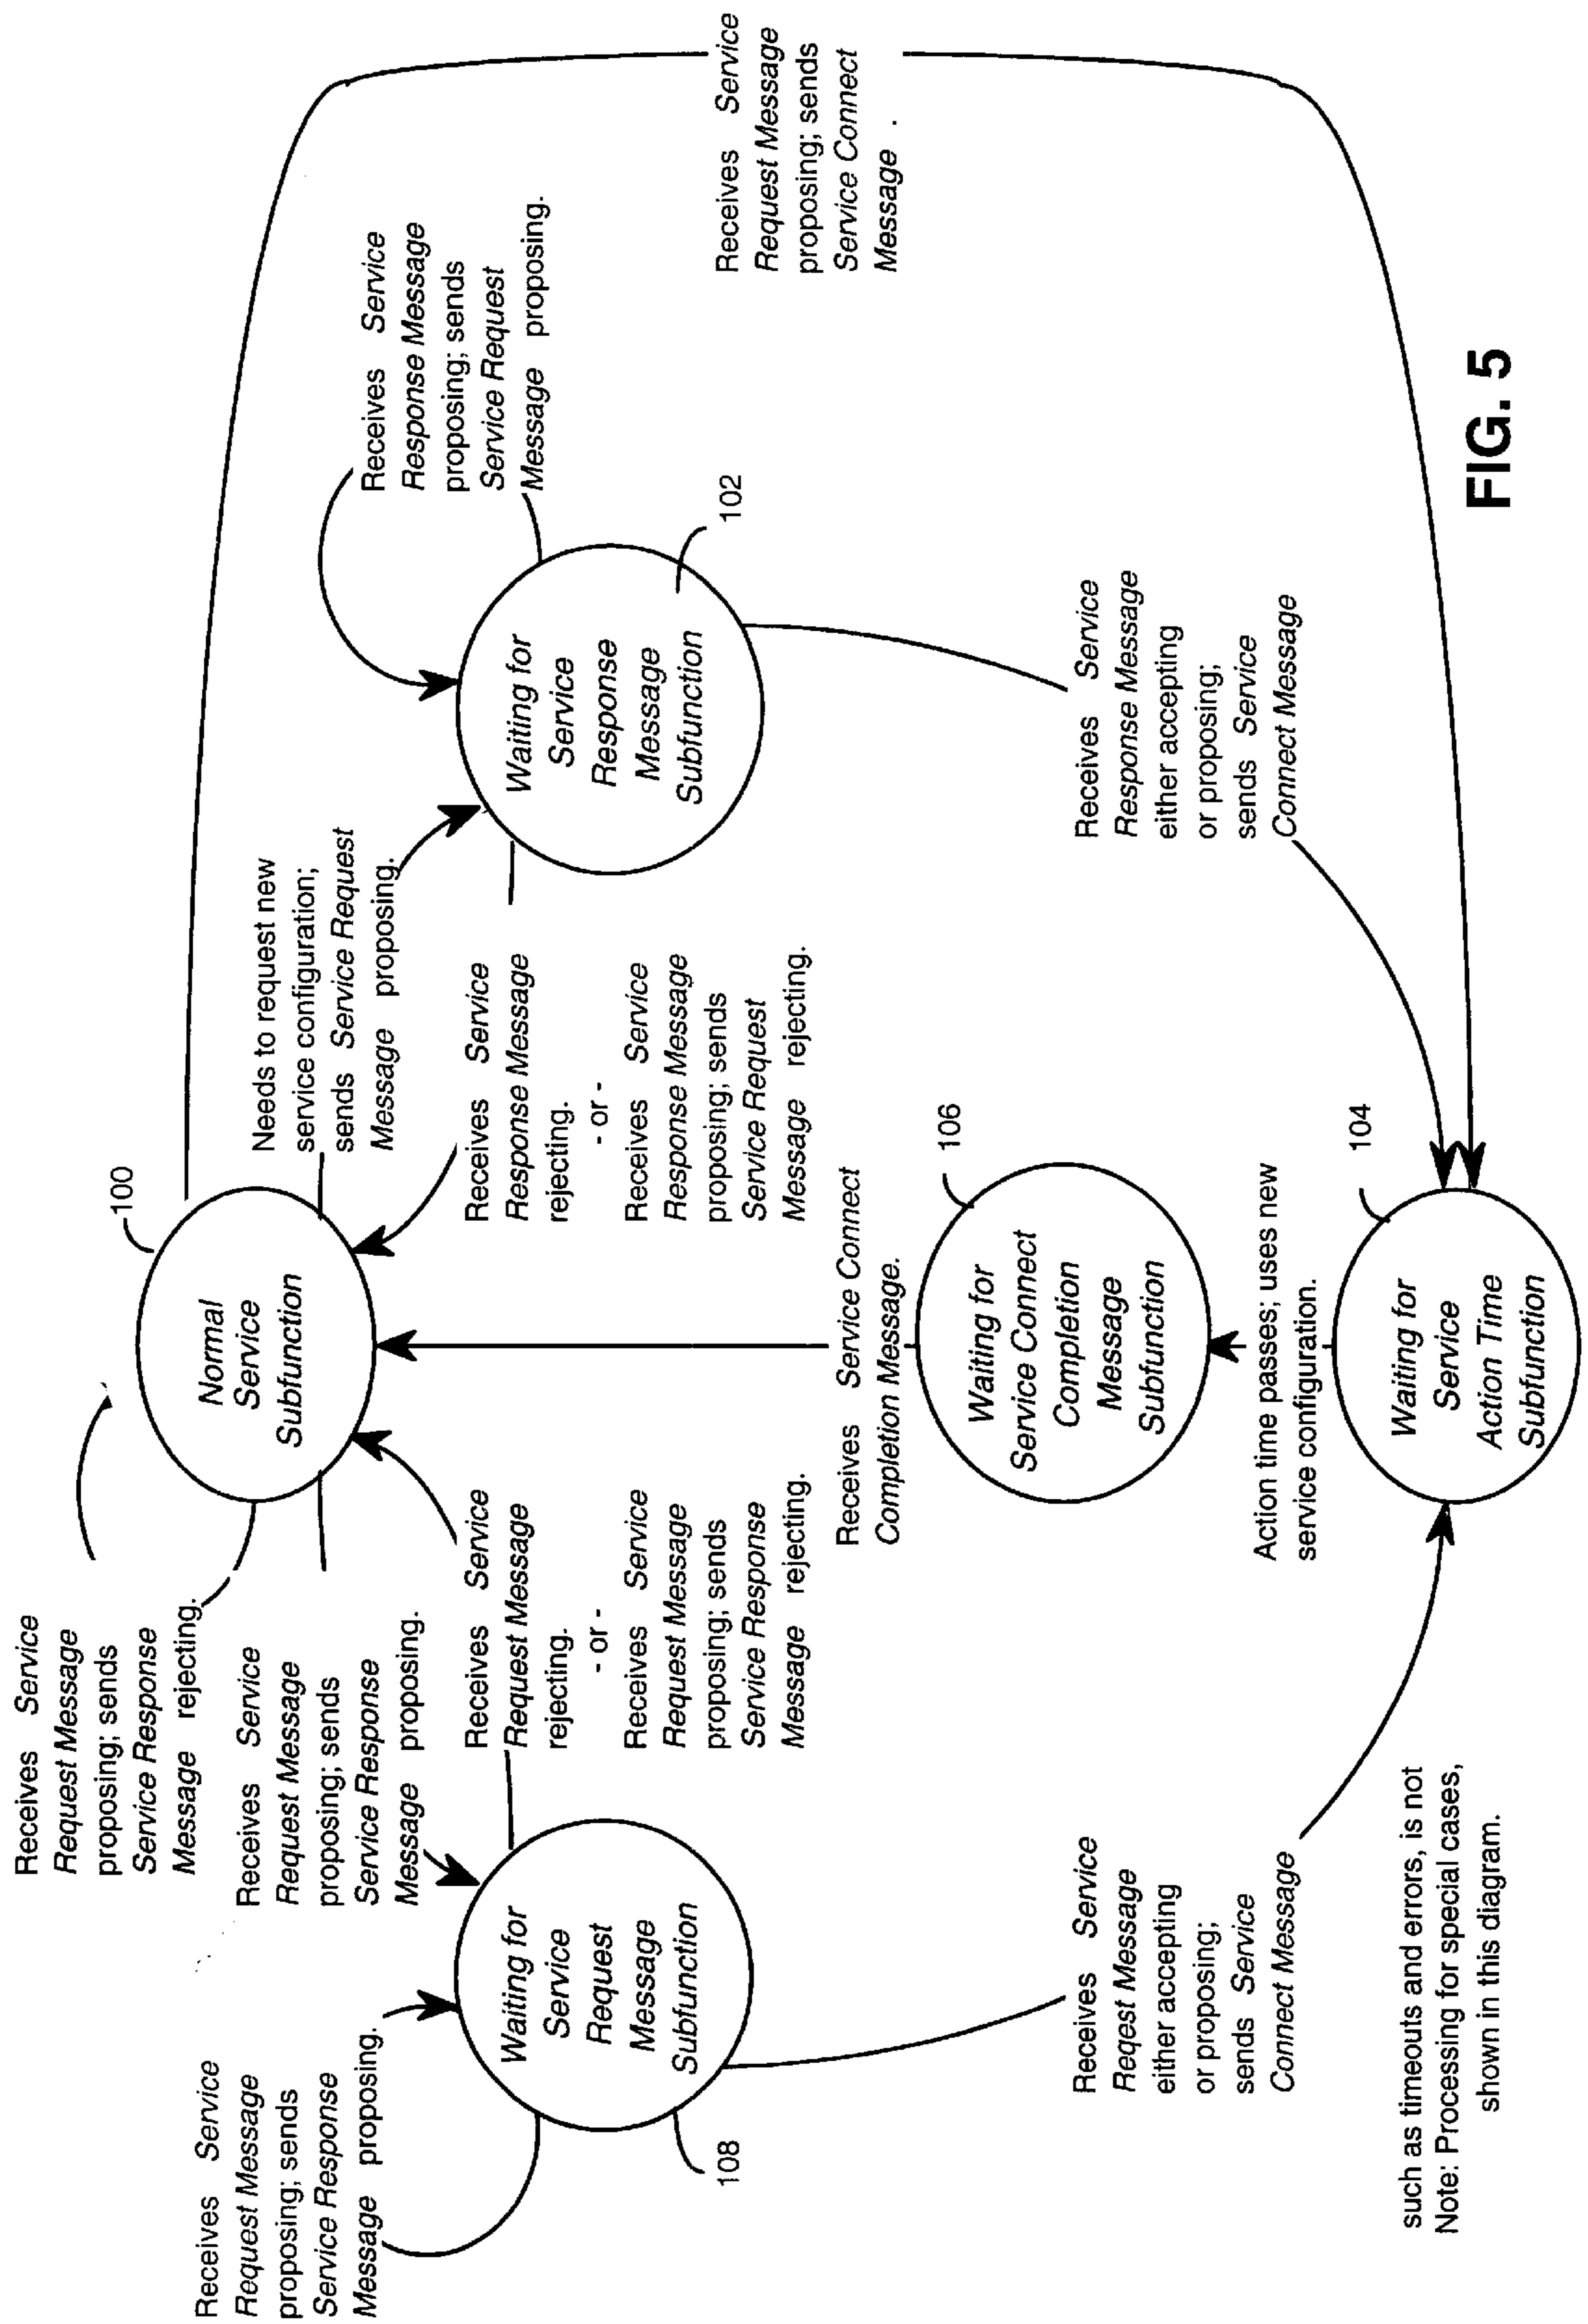 Receives Service
Request Message
proposing; sends
Service Response
Message rejecting.
100
Normal
Service
Subfunction
Receives Service
Request Message
proposing; sends
Service Response
Message proposing.
Receives Service
Request Message
proposing; sends
Service Response
Message proposing.
Needs to request new
service configuration;
sends Service Request
Message proposing.
Receives Service
Response Message
proposing; sends
Service Request
Message proposing.
Receives Service
Request Message
proposing; sends
Service Connect
Message .
108
Waiting for
Service
Request
Message
Subfunction
Receives Service
Request Message
rejecting.
- or -
Receives Service
Request Message
proposing; sends
Service Response
Message rejecting.
Receives Service
Response Message
rejecting.
- or -
Receives Service
Response Message
proposing; sends
Service Request
Message rejecting.
Waiting for
Service
Response
Message
Subfunction
102
Receives Service Connect
Completion Message.
106
Waiting for
Service Connect
Completion
Message
Subfunction
Receives Service
Reqest Message
either accepting
or proposing;
sends Service
Connect Message
Receives Service
Response Message
either accepting
or proposing;
sends Service
Connect Message
Action time passes; uses new
service configuration.
104
Waiting for
Service
Action Time
Subfunction
such as timeouts and errors, is not
Note: Processing for special cases,
shown in this diagram.
FIG. 5